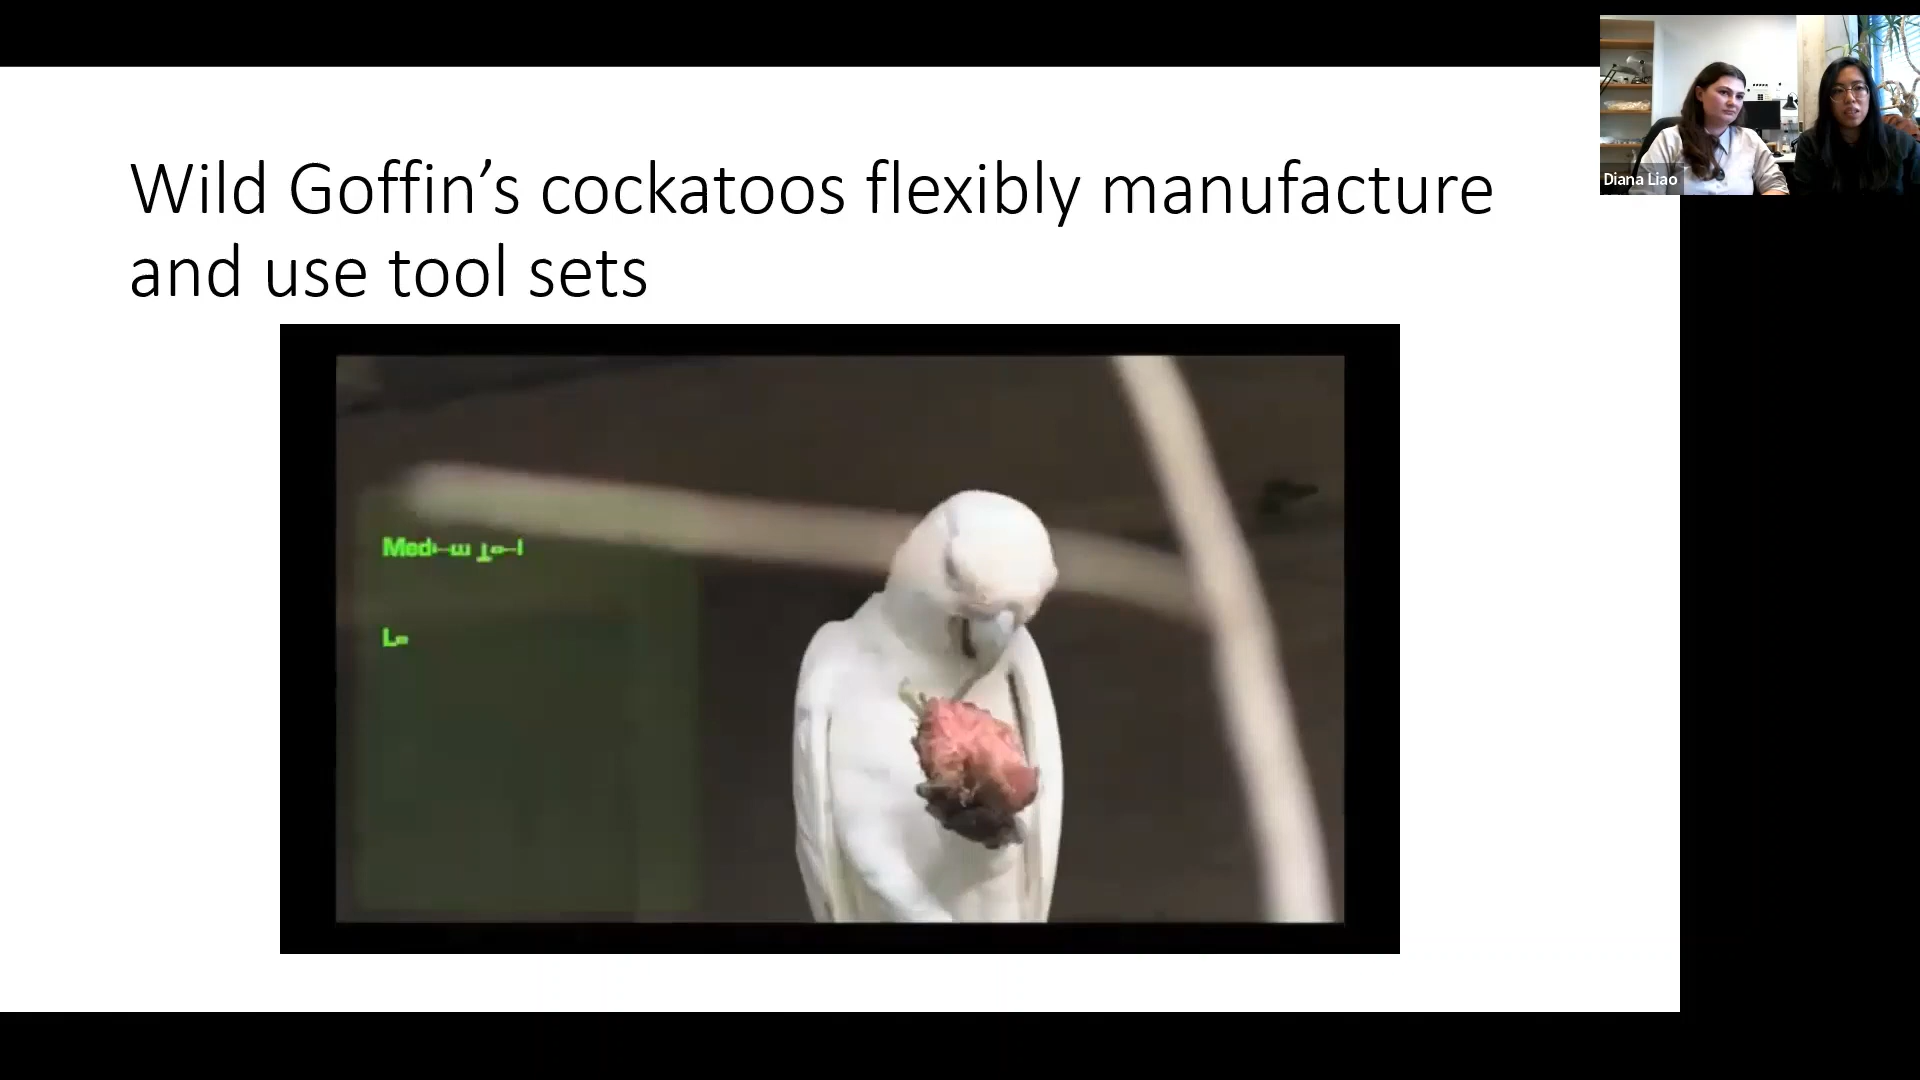 Wild Goffin’s cockatoos flexibly manufacture
and use tool sets
Diana Liao